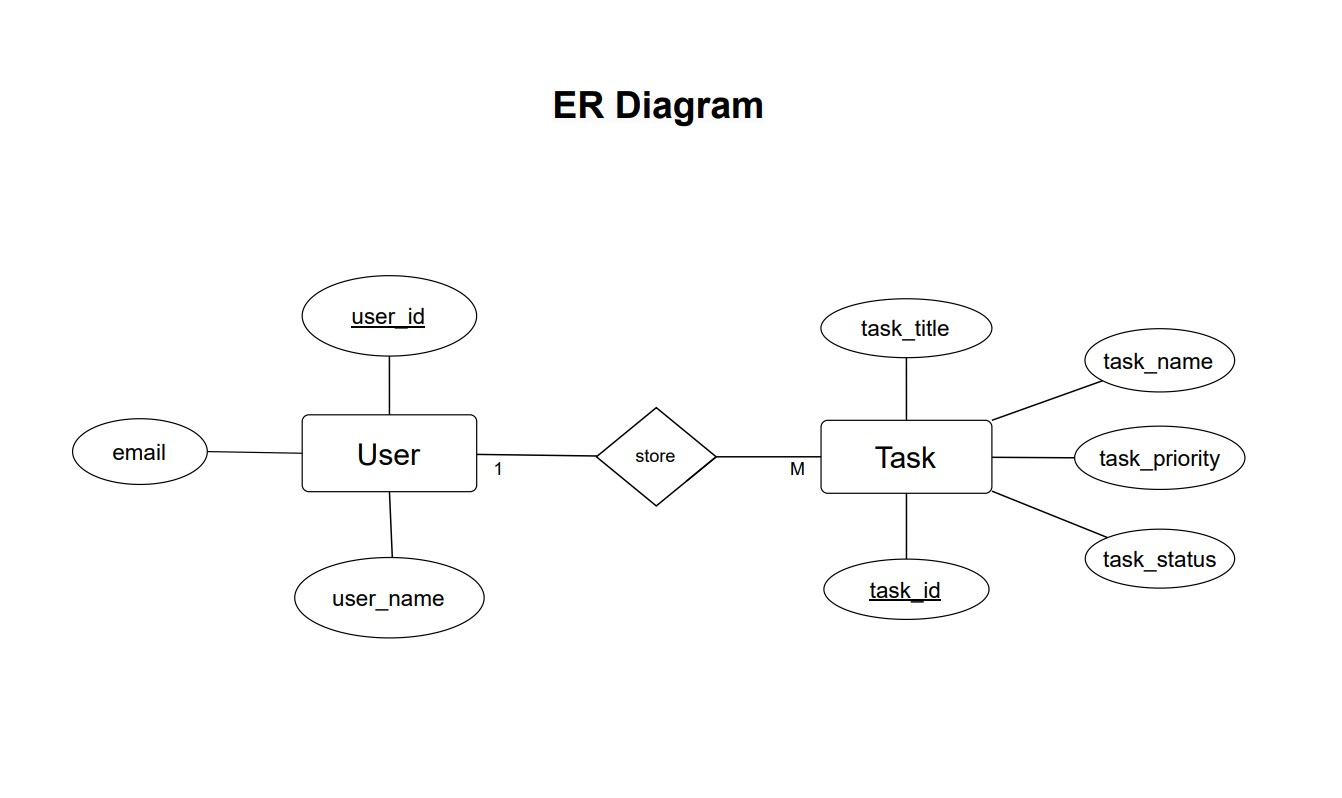 ER Diagram
user_id
task_title
task_name
email
User
1
store
M
Task
task_priority
task_status
task_id
user_name